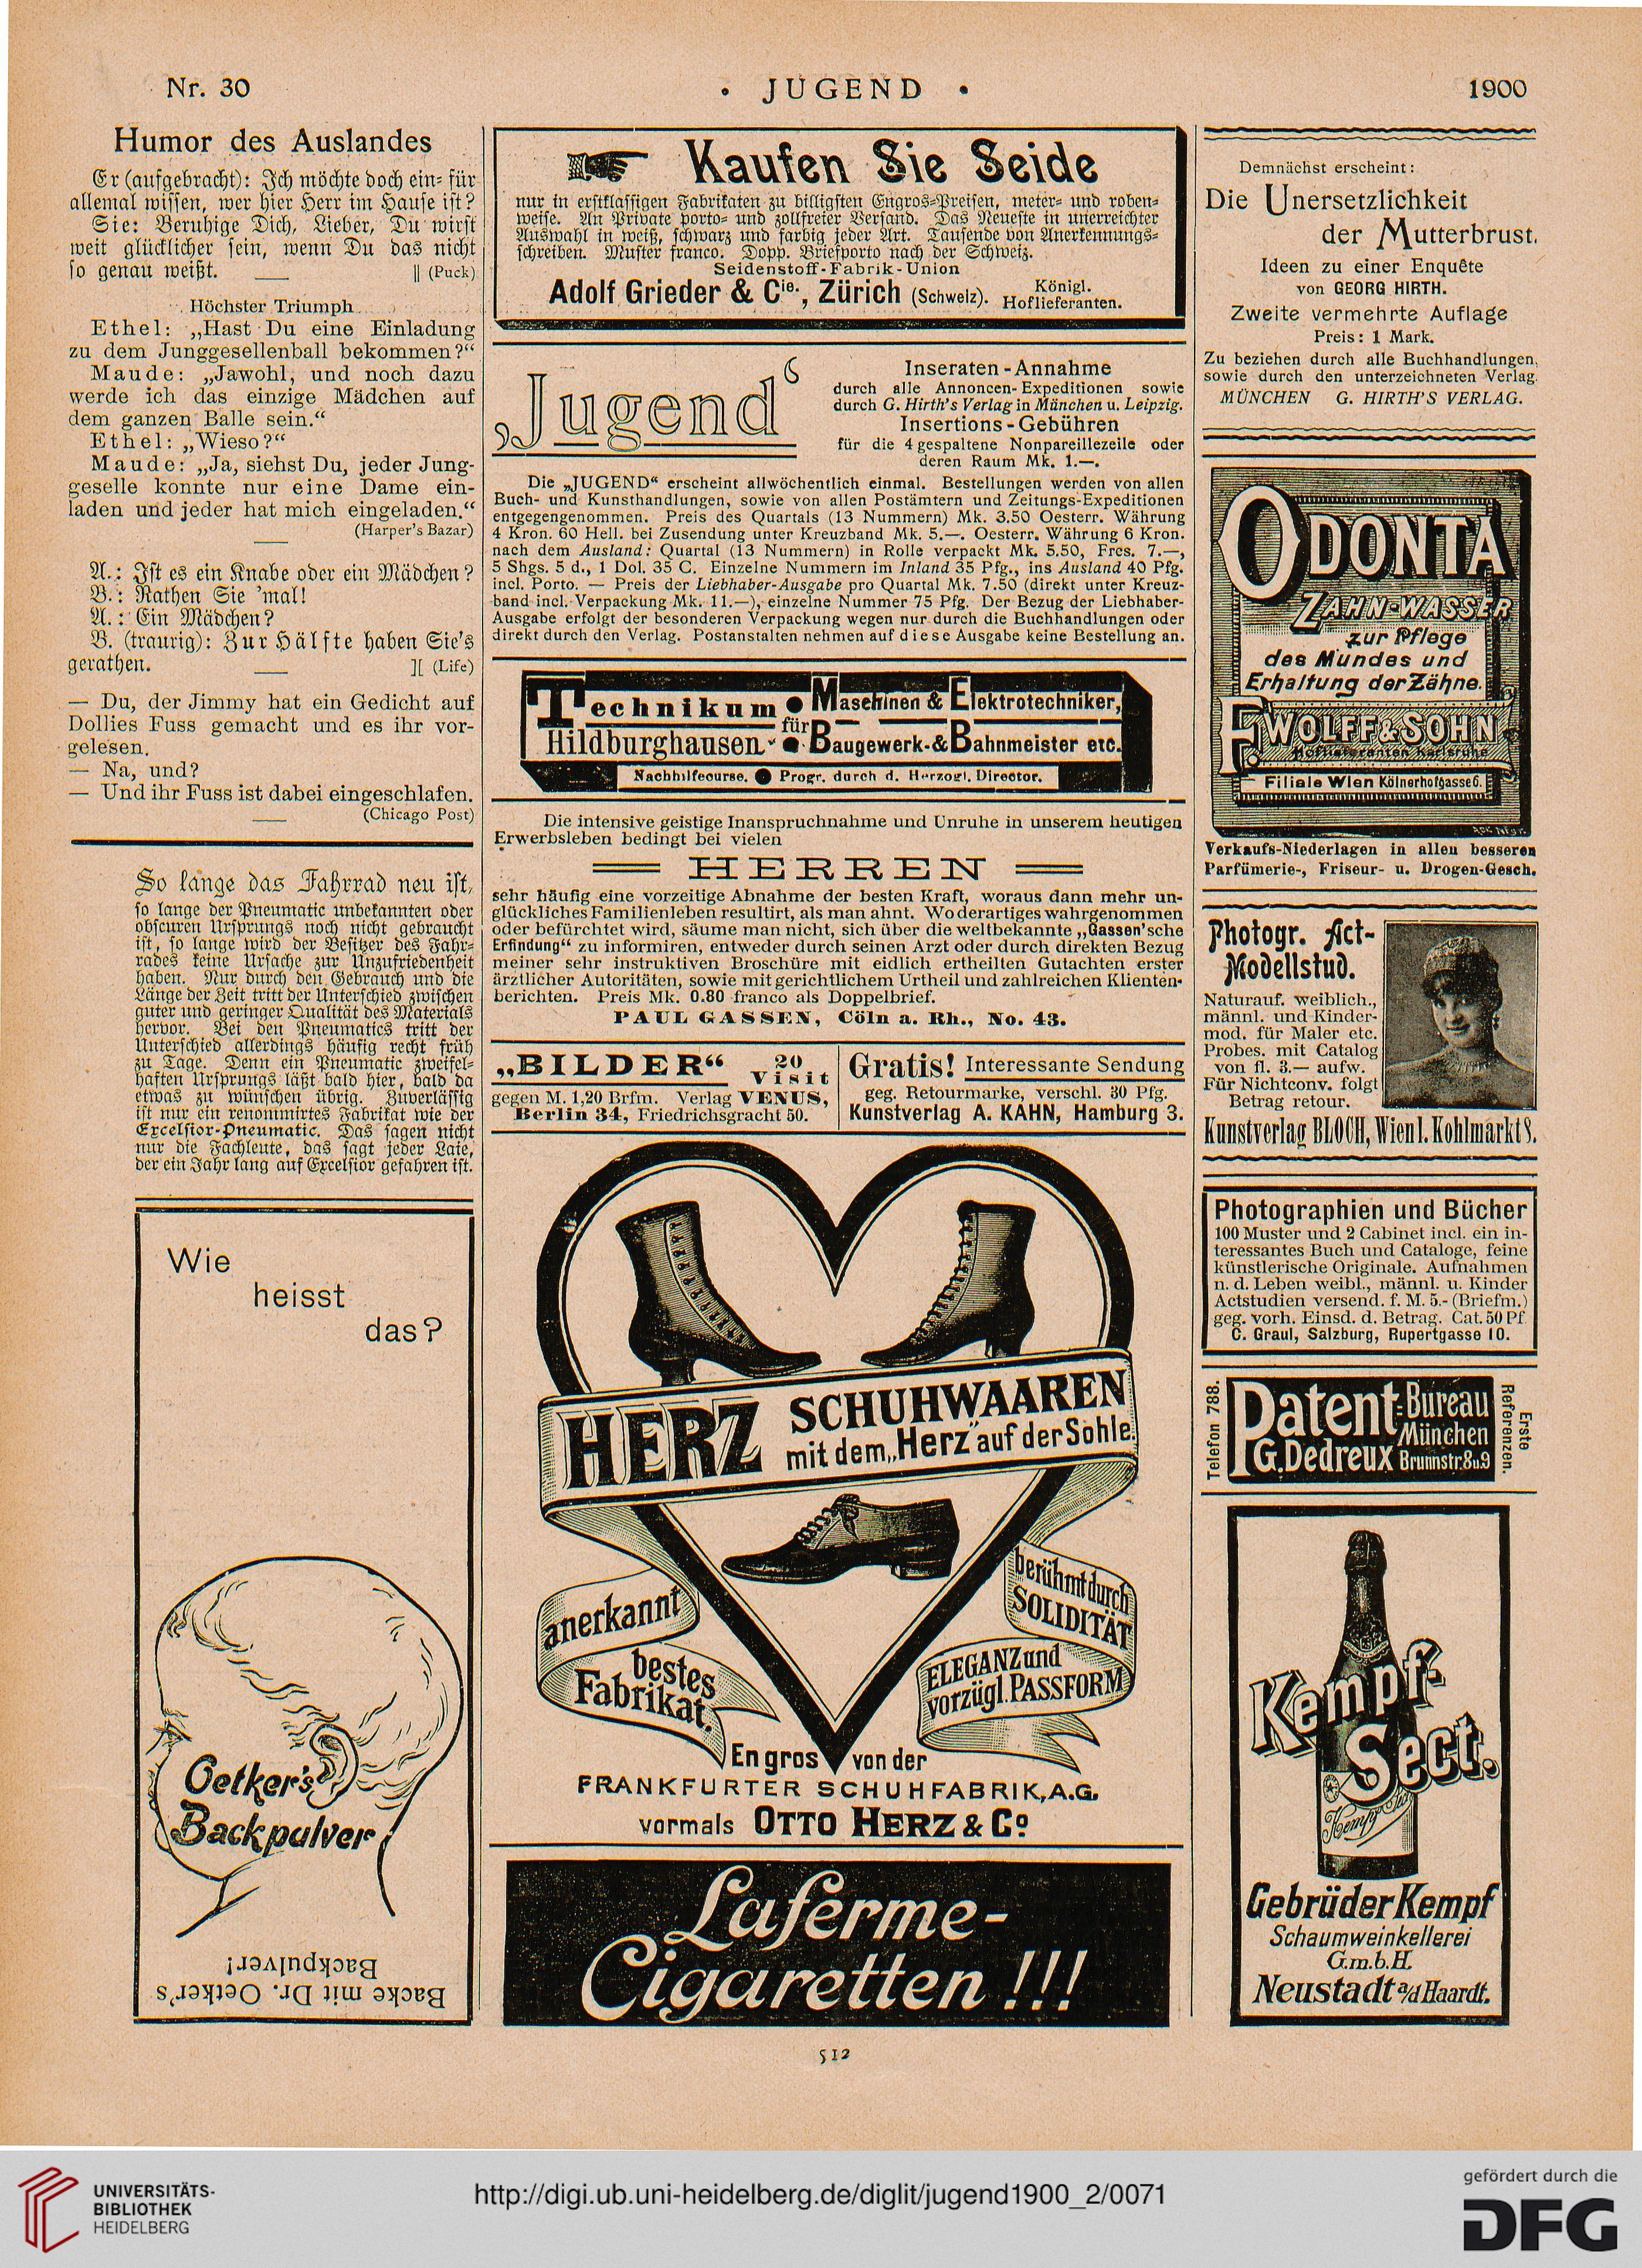 Nr. 30
• JUGEND •
1900
Humor des Auslandes
Er (aufgebracht): Ich möchte doch ein- für
allemal wissen, wer hier Herr im Hause ist?
Sie: Beruhige Dich, Lieber, Du wirst
weit glücklicher sein, wenn Du das nicht
so genau weißt. || (Puck)
Höchster Triumph
Ethel: „Hast Du eine Einladung
zu dem Junggesellenball bekommen?“
Maude: „Jawohl, und noch dazu
werde ich das einzige Mädchen auf
dem ganzen Balle sein.“
Ethel: „Wieso?“
Maude: „Ja, siehst Du, jeder Jung-
geselle konnte nur eine Dame ein-
laden und jeder hat mich eingeladen.“
(Harper's Bazar)
A.: Ist es ein Knabe oder ein Mädchen?
B.: Rathen Sie 'mal!
A.: Ein Mädchen?
B. (traurig): Zur Hälfte haben Sie's
gerathen. ][ (Life)
— Du, der Jimmy hat ein Gedicht auf
Dollies Fuss gemacht und es ihr vor-
gelesen.
— Na, und?
— Und ihr Fuss ist dabei eingeschlafen.
(Chicago Post)
So lange das Fahrrad neu ist,
so lange der Pneumatic unbekannten oder
obscuren Ursprungs noch nicht gebraucht
ist, so lange wird der Besitzer des Fahr-
rades keine Ursache zur Unzufriedenheit
haben. Nur durch den Gebrauch und die
Länge der Zeit tritt der Unterschied zwischen
guter und geringer Qualität des Materials
hervor. Bei den Pneumatics tritt der
Unterschied allerdings häufig recht früh
zu Tage. Denn ein Pneumatic zweifel-
haften Ursprungs läßt bald hier, bald da
etwas zu wünschen übrig. Zuverlässig
ist nur ein renommirtes Fabrikat wie der
Excelsior-Pneumatic. Das sagen nicht
nur die Fachleute, das sagt jeder Laie,
der ein Jahr lang auf Excelsior gefahren ist.
Wie
heisst
das?
Oetker's
Backpulver
Backe mit Dr. Oetker's
Backpulver!
Kaufen Sie Seide
nur in erstklassigen Fabrikaten zu billigsten Engros-Preisen, meter- und roben-
weise. An Private porto- und zollfreier Versand. Das Neueste in unerreichter
Auswahl in weiß, schwarz und farbig jeder Art. Tausende von Anerkennungs-
schreiben. Muster franco. Dopp. Briefporto nach der Schweiz.
Seidenstoff-Fabrik-Union
Adolf Grieder & Cie., Zürich (Schweiz). Königl. Hoflieferanten.
‚Jugend‘
Inseraten-Annahme
durch alle Annoncen-Expeditionen sowie
durch G. Hirth's Verlag in München u. Leipzig.
Insertions-Gebühren
für die 4 gespaltene Nonpareillezeile oder
deren Raum Mk. 1.—.
Die „JUGEND“ erscheint allwöchentlich einmal. Bestellungen werden von allen
Buch- und Kunsthandlungen, sowie von allen Postämtern und Zeitungs-Expeditionen
entgegengenommen. Preis des Quartals (13 Nummern) Mk. 3.50 Oesterr. Währung
4 Kron. 60 Hell. bei Zusendung unter Kreuzband Mk. 5.—. Oesterr. Währung 6 Kron.
nach dem Ausland: Quartal (13 Nummern) in Rolle verpackt Mk. 5.50, Frcs. 7.—,
5 Shgs. 5 d., 1 Dol. 35 C. Einzelne Nummern im Inland 35 Pfg., ins Ausland 40 Pfg.
incl. Porto. — Preis der Liebhaber-Ausgabe pro Quartal Mk. 7.50 (direkt unter Kreuz-
band incl. Verpackung Mk. 11.—), einzelne Nummer 75 Pfg. Der Bezug der Liebhaber-
Ausgabe erfolgt der besonderen Verpackung wegen nur durch die Buchhandlungen oder
direkt durch den Verlag. Postanstalten nehmen auf diese Ausgabe keine Bestellung an.
Technikum • Maschinen & Elektrotechniker,
für
Hildburghausen • Baugewerk- & Bahnmeister etc.
Nachhilfecurse. • Progr. durch d. Herzogl. Director.
Die intensive geistige Inanspruchnahme und Unruhe in unserem heutigen
Erwerbsleben bedingt bei vielen
HERREN
sehr häufig eine vorzeitige Abnahme der besten Kraft, woraus dann mehr un-
glückliches Familienleben resultirt, als man ahnt. Wo derartiges wahrgenommen
oder befürchtet wird, säume man nicht, sich über die weltbekannte „Gassen'sche
Erfindung“ zu informiren, entweder durch seinen Arzt oder durch direkten Bezug
meiner sehr instruktiven Broschüre mit eidlich ertheilten Gutachten erster
ärztlicher Autoritäten, sowie mit gerichtlichem Urtheil und zahlreichen Klienten-
berichten. Preis Mk. 0.80 franco als Doppelbrief.
PAUL GASSEN, Cöln a. Rh., No. 43.
„BILDER“ 20 Visit
gegen M. 1,20 Brfm. Verlag VENUS,
Berlin 34, Friedrichsgracht 50.
Gratis! Interessante Sendung
geg. Retourmarke, verschl. 30 Pfg.
Kunstverlag A. KAHN, Hamburg 3.
HERZ SCHUHWAAREN
mit dem „Herz“ auf der Sohle
anerkannt
bestes
Fabrikat.
berühmt durch
SOLIDITÄT
ELEGANZ und
vorzügl. PASSFORM
En gros von der
FRANKFURTER SCHUHFABRIK, A.G.
vormals OTTO HERZ & Co
Laferme-
Cigaretten!!!
Demnächst erscheint:
Die Unersetzlichkeit
der Mutterbrust.
Ideen zu einer Enquête
von GEORG HIRTH.
Zweite vermehrte Auflage
Preis: 1 Mark.
Zu beziehen durch alle Buchhandlungen,
sowie durch den unterzeichneten Verlag.
MÜNCHEN G. HIRTH'S VERLAG.
ODONTA
ZAHN-WASSER
zur Pflege
des Mundes und
Erhaltung der Zähne.
F. WOLFF & SOHN
Hoflieferanten Karlsruhe
Filiale Wien Kölnerhofgasse 6.
Verkaufs-Niederlagen in allen besseren
Parfümerie-, Friseur- u. Drogen-Gesch.
Photogr. Act-
Modellstud.
Naturauf. weiblich.,
männl. und Kinder-
mod. für Maler etc.
Probes. mit Catalog
von fl. 3.— aufw.
Für Nichtconv. folgt
Betrag retour.
Kunstverlag BLOCH, Wien I. Kohlmarkt 8.
Photographien und Bücher
100 Muster und 2 Cabinet incl. ein in-
teressantes Buch und Cataloge, feine
künstlerische Originale. Aufnahmen
n. d. Leben weibl., männl. u. Kinder
Actstudien versend. f. M. 5.- (Briefm.)
geg. vorh. Einsd. d. Betrag. Cat. 50 Pf
C. Graul, Salzburg, Rupertgasse 10.
Telefon 788.
Patent-Bureau
München
G. Dedreux Brunnstr. 8 u. 9
Erste
Referenzen.
Kempf-
Sect.
Gebrüder Kempf
Schaumweinkellerei
G.m.b.H.
Neustadt a/d Haardt.
512
UNIVERSITÄTS-
BIBLIOTHEK
HEIDELBERG
http://digi.ub.uni-heidelberg.de/diglit/jugend1900_2/0071
gefördert durch die
DFG